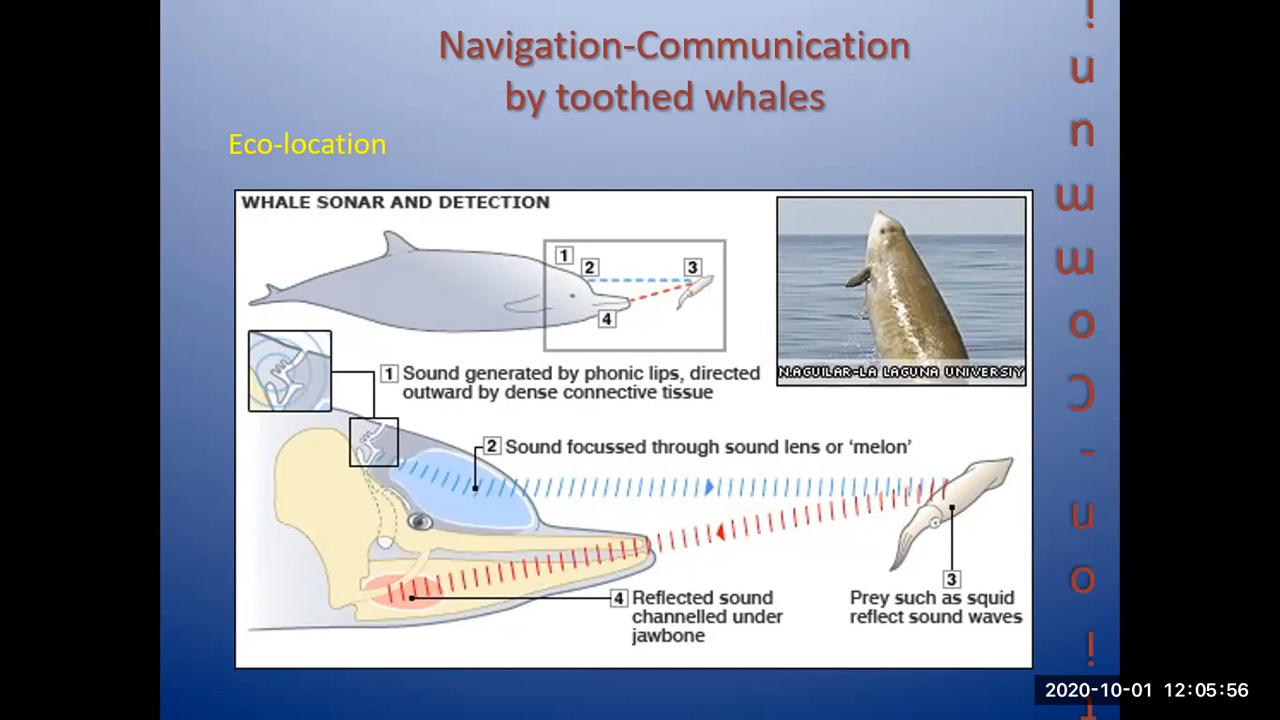 Navigation-Communication
by toothed whales
Eco-location
WHALE SONAR AND DETECTION
1
2
3
4
N.AGUILAR-LA LAGUNA UNIVERSIY
1 Sound generated by phonic lips, directed
outward by dense connective tissue
2 Sound focussed through sound lens or ‘melon’
3
Prey such as squid
reflect sound waves
4 Reflected sound
channelled under
jawbone
2020-10-01 12:05:56